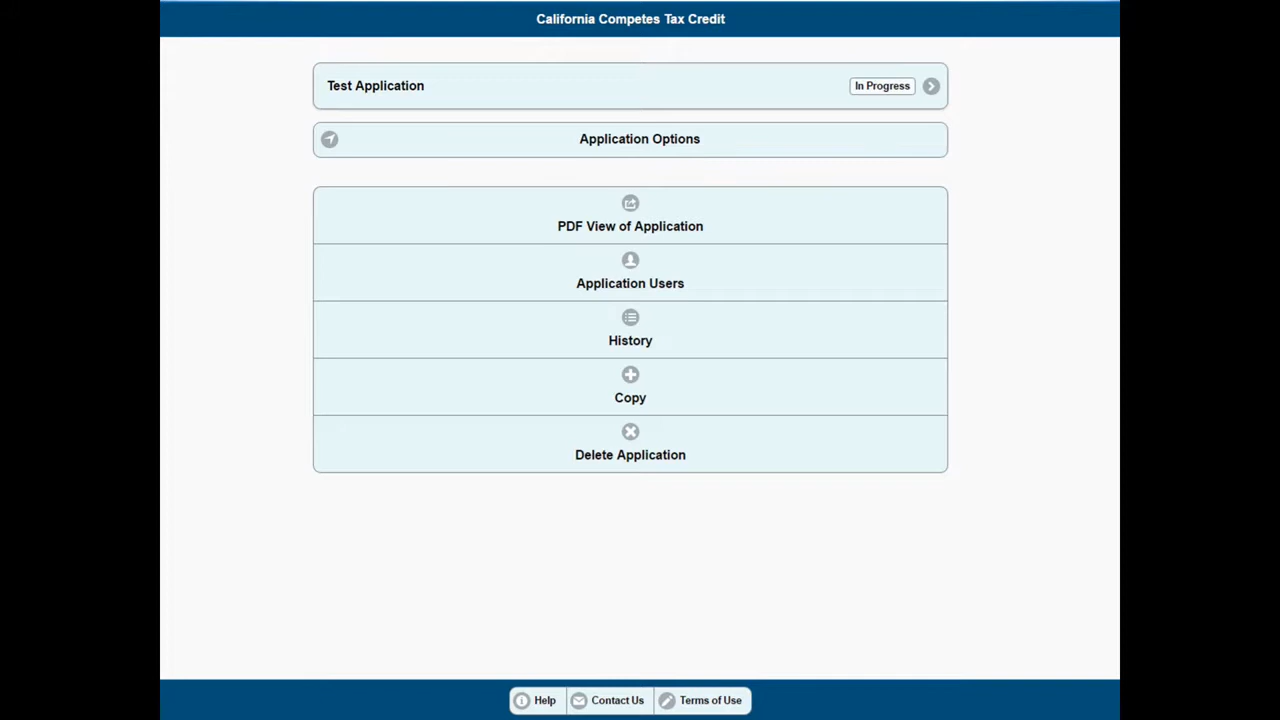 California Competes Tax Credit
Test Application In Progress
Application Options
PDF View of Application
Application Users
History
Copy
Delete Application
Help Contact Us Terms of Use